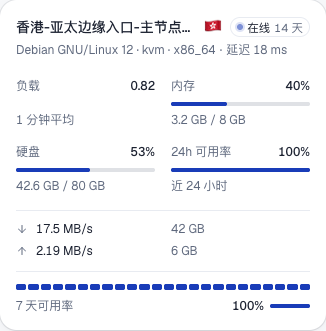 香港-亚太边缘入口-主节点... 在线 14 天
Debian GNU/Linux 12 · kvm · x86_64 · 延迟 18 ms
负载 0.82 内存 40%
1 分钟平均 3.2 GB / 8 GB
硬盘 53% 24h 可用率 100%
42.6 GB / 80 GB 近 24 小时
↓ 17.5 MB/s 42 GB
↑ 2.19 MB/s 6 GB
7 天可用率 100%